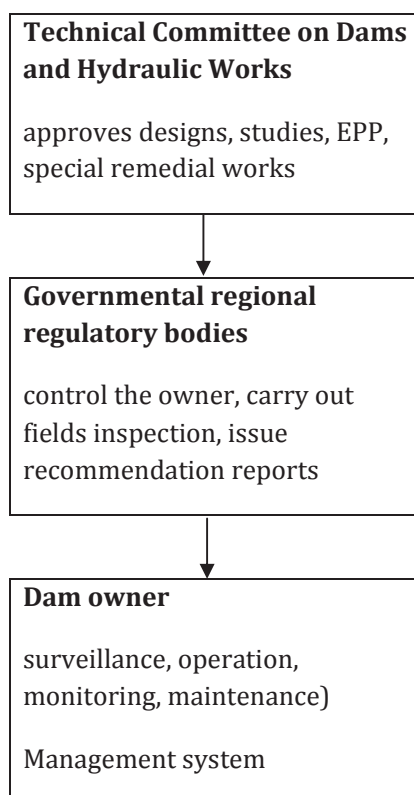 Technical Committee on Dams
and Hydraulic Works
approves designs, studies, EPP,
special remedial works
Governmental regional
regulatory bodies
control the owner, carry out
fields inspection, issue
recommendation reports
Dam owner
surveillance, operation,
monitoring, maintenance)
Management system